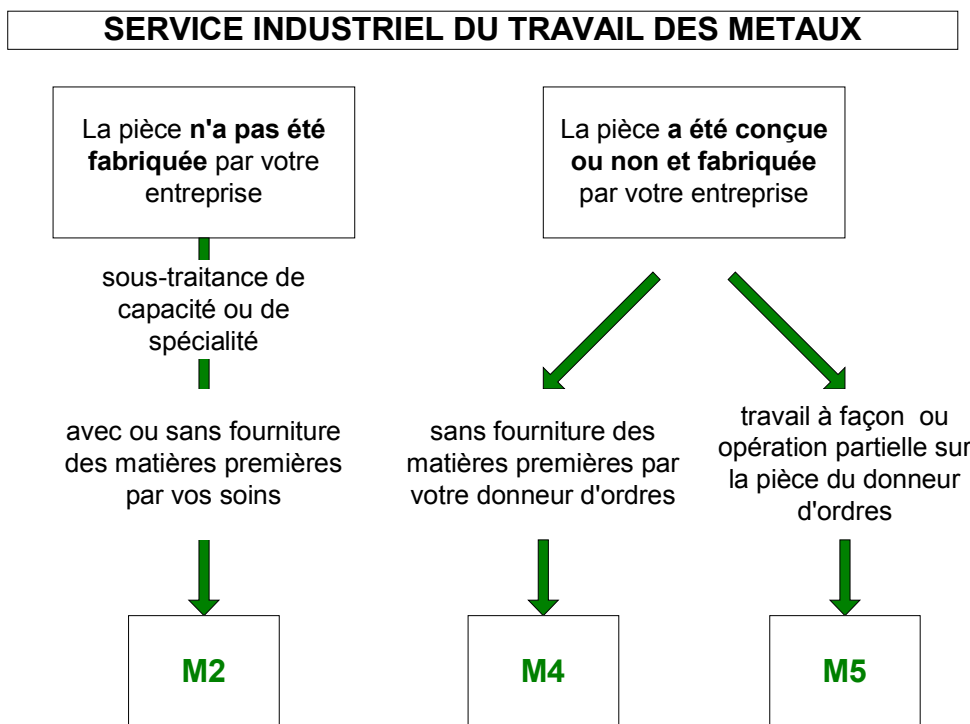 SERVICE INDUSTRIEL DU TRAVAIL DES METAUX
La pièce n'a pas été
fabriquée par votre
entreprise
La pièce a été conçue
ou non et fabriquée
par votre entreprise
sous-traitance de
capacité ou de
spécialité
avec ou sans fourniture
des matières premières
par vos soins
sans fourniture des
matières premières par
votre donneur d'ordres
travail à façon ou
opération partielle sur
la pièce du donneur
d'ordres
M2
M4
M5